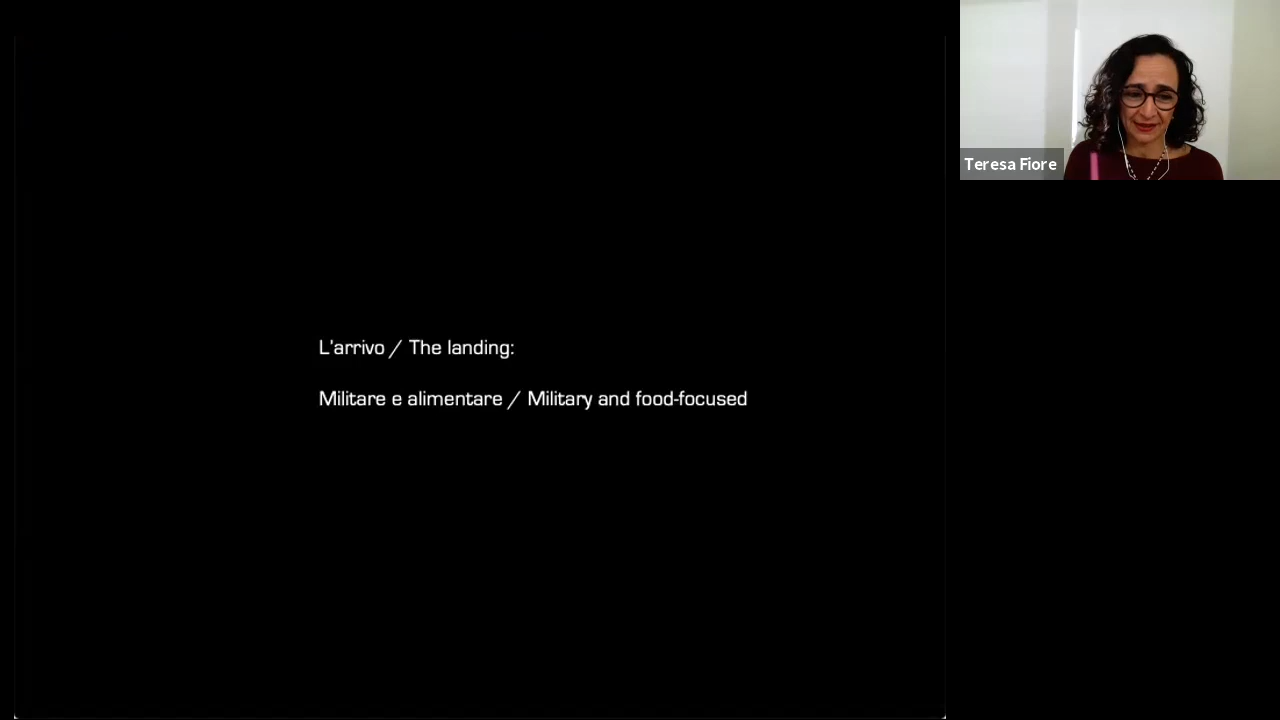 L'arrivo / The landing:
Militare e alimentare / Military and food-focused
Teresa Fiore